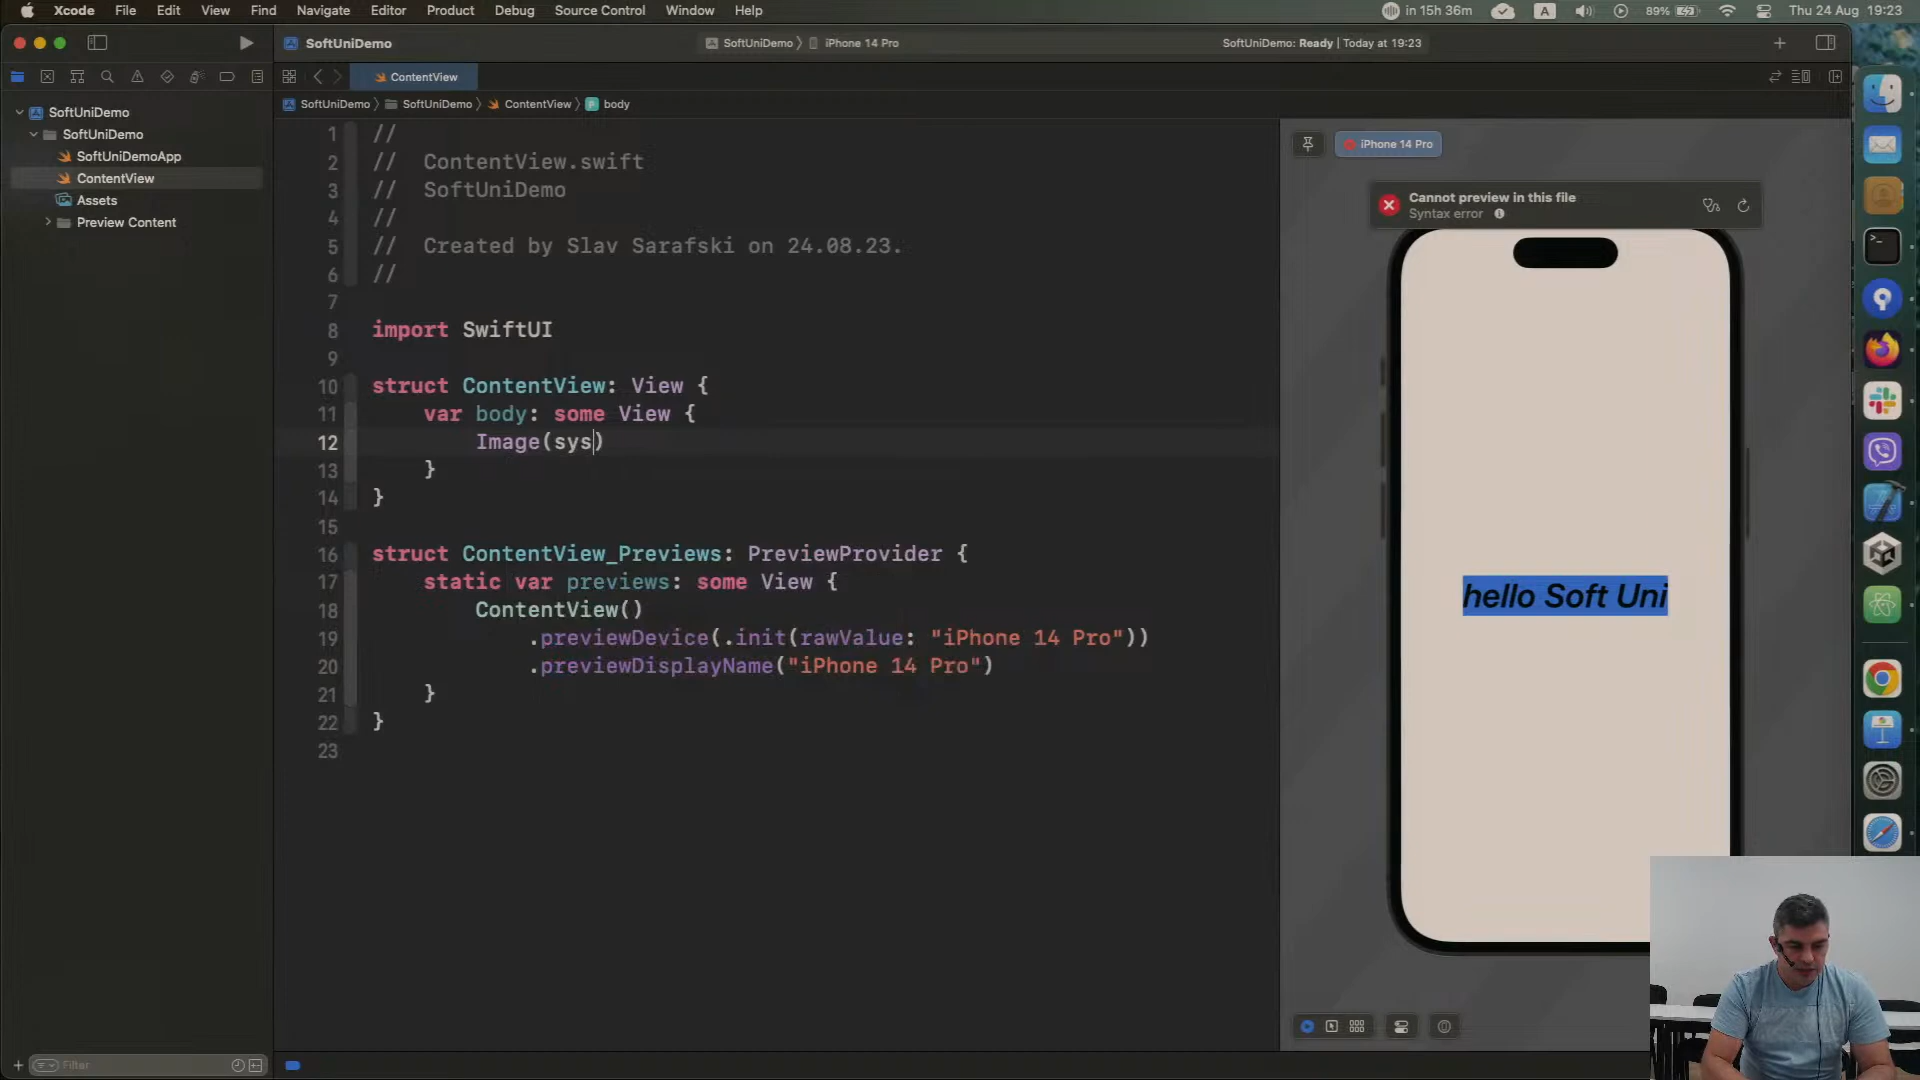 Xcode File Edit View Find Navigate Editor Product Debug Source Control Window Help
in 15h 36m A 89% Thu 24 Aug 19:23
SoftUniDemo
SoftUniDemo iPhone 14 Pro
SoftUniDemo: Ready | Today at 19:23
ContentView
SoftUniDemo SoftUniDemo ContentView body
SoftUniDemo
SoftUniDemo
SoftUniDemoApp
ContentView
Assets
Preview Content
1 //
2 // ContentView.swift
3 // SoftUniDemo
4 //
5 // Created by Slav Sarafski on 24.08.23.
6 //
7
8 import SwiftUI
9
10 struct ContentView: View {
11 var body: some View {
12 Image(sys)
13 }
14 }
15
16 struct ContentView_Previews: PreviewProvider {
17 static var previews: some View {
18 ContentView()
19 .previewDevice(.init(rawValue: "iPhone 14 Pro"))
20 .previewDisplayName("iPhone 14 Pro")
21 }
22 }
23
iPhone 14 Pro
Cannot preview in this file
Syntax error
hello Soft Uni
Filter